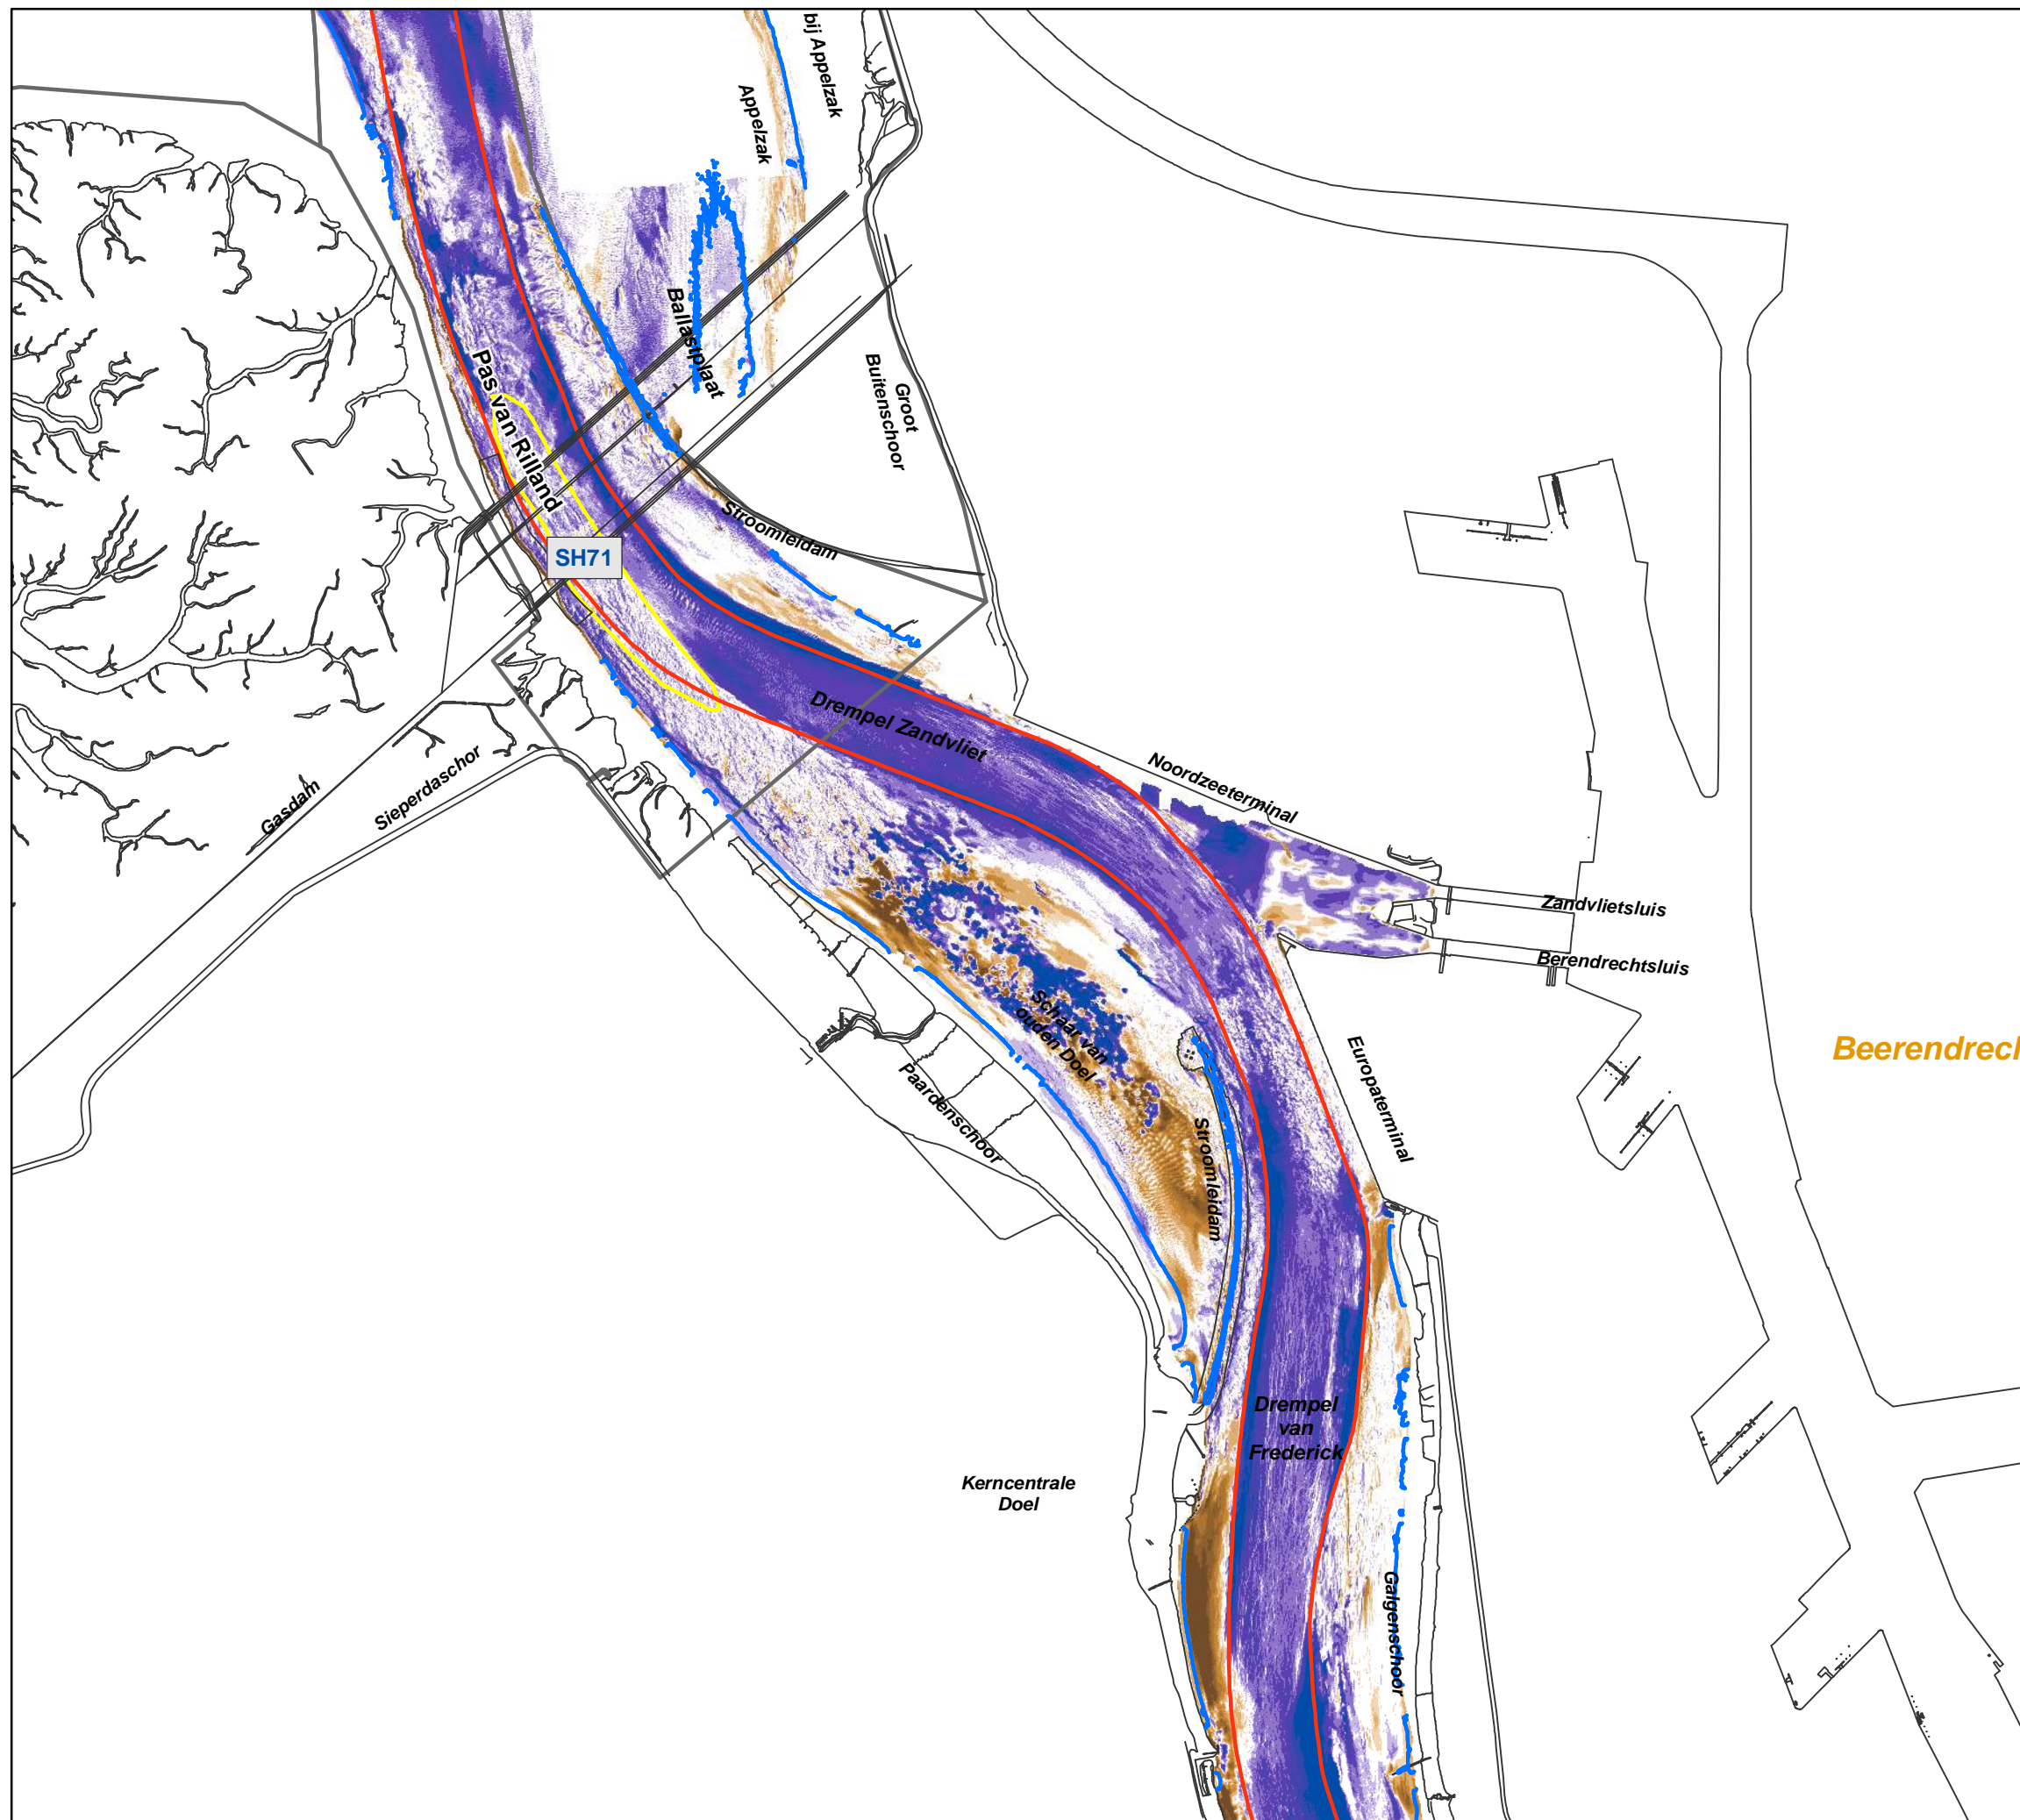 bij Appelzak
Appelzak
Ballastplaat
Groot
Buitenschoor
Pas van Rilland
Stroomleidam
SH71
Drempel Zandvliet
Noordzeeterminal
Gasdam
Sieperdaschor
Zandvlietsluis
Berendrechtsluis
Schaar van
ouden Doel
Europaterminal
Beerendrech
Paardenschoor
Stroomleidam
Drempel
van
Frederick
Kerncentrale
Doel
Galgenschoor